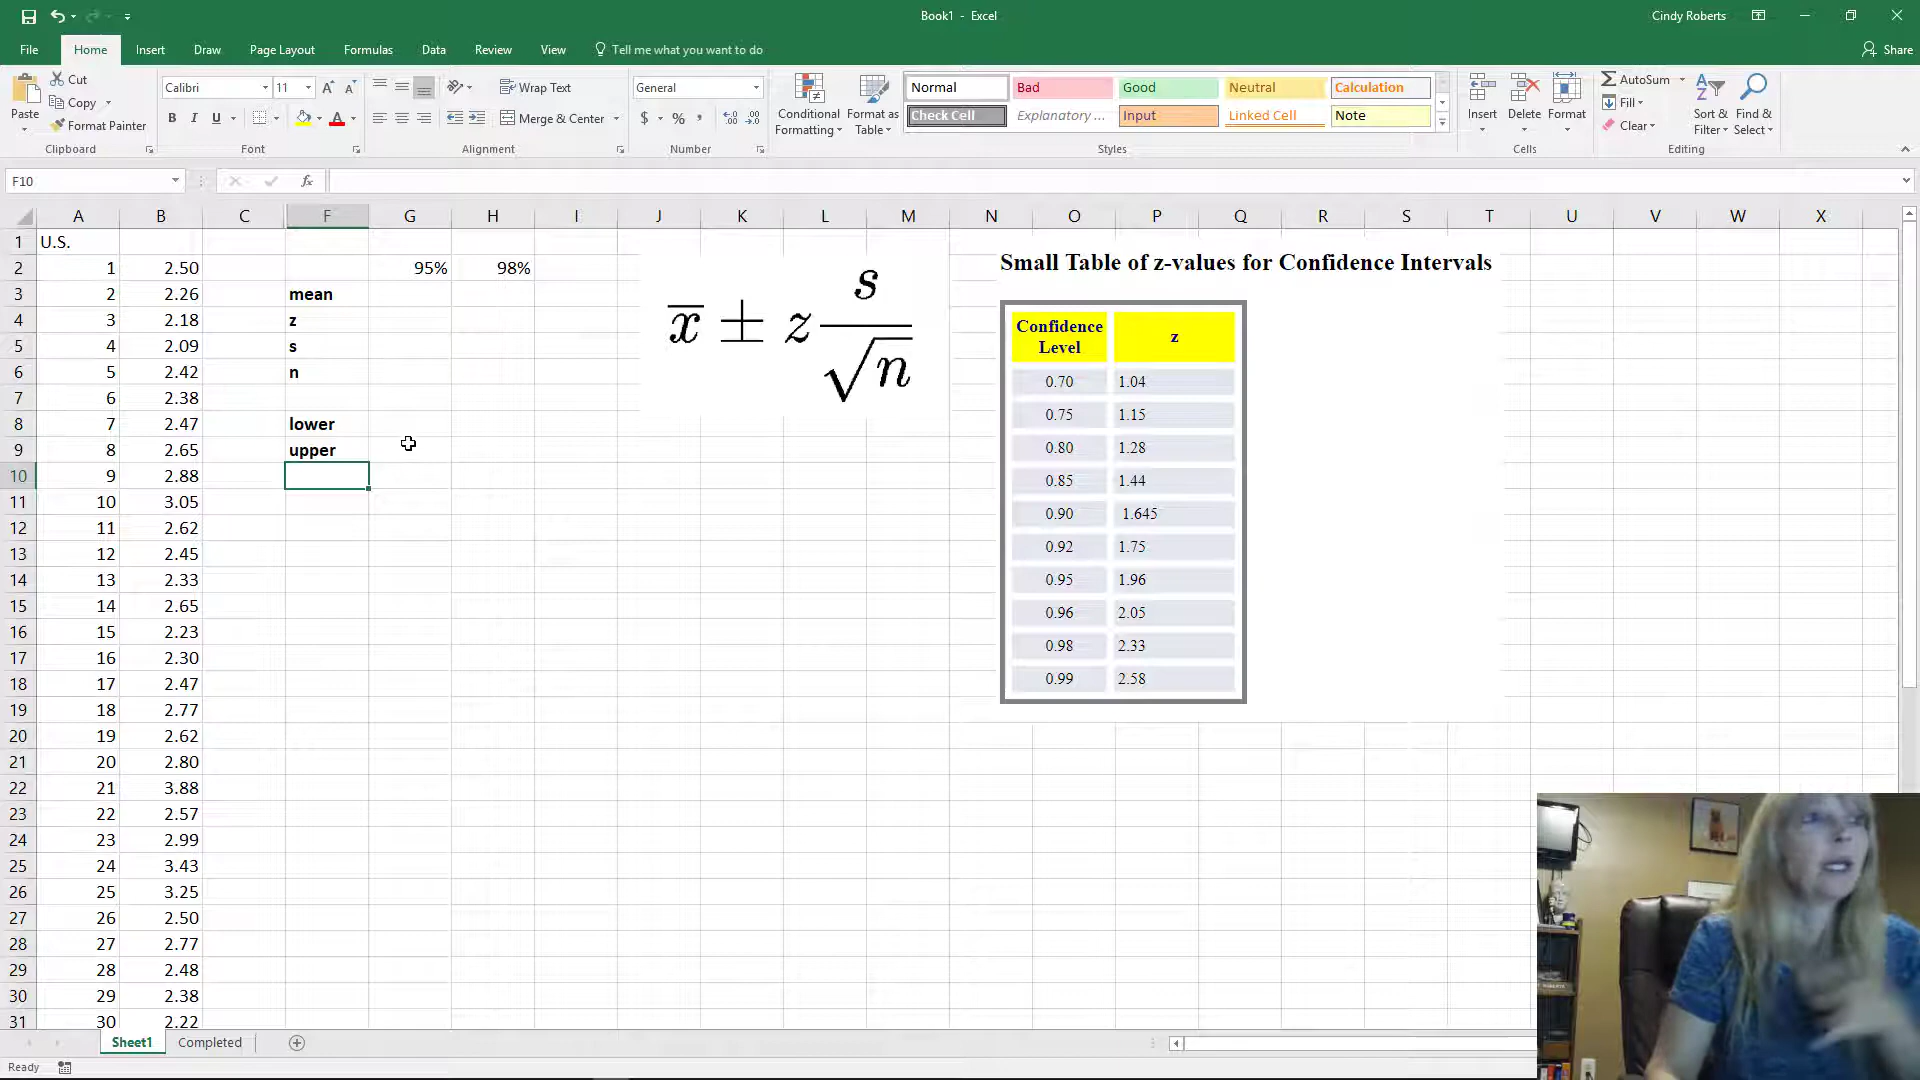 Book1 - Excel
Cindy Roberts
File Home Insert Draw Page Layout Formulas Data Review View Tell me what you want to do Share
Paste
Cut
Copy
Format Painter
Clipboard
Calibri 11
B I U
Font
Wrap Text
Merge & Center
Alignment
General
$ % ,
Number
Conditional Formatting
Format as Table
Normal Bad Good Neutral Calculation
Check Cell Explanatory ... Input Linked Cell Note
Styles
Insert Delete Format
Cells
AutoSum
Fill
Clear
Sort & Filter
Find & Select
Editing
F10 fx
A B C F G H I J K L M N O P Q R S T U V W X
1 U.S.
2 1 2.50 95% 98%
3 2 2.26 mean
4 3 2.18 z
5 4 2.09 s
6 5 2.42 n
7 6 2.38
8 7 2.47 lower
9 8 2.65 upper
10 9 2.88
11 10 3.05
12 11 2.62
13 12 2.45
14 13 2.33
15 14 2.65
16 15 2.23
17 16 2.30
18 17 2.47
19 18 2.77
20 19 2.62
21 20 2.80
22 21 3.88
23 22 2.57
24 23 2.99
25 24 3.43
26 25 3.25
27 26 2.50
28 27 2.77
29 28 2.48
30 29 2.38
31 30 2.22
x̅ ± z s/√n
Small Table of z-values for Confidence Intervals
Confidence Level z
0.70 1.04
0.75 1.15
0.80 1.28
0.85 1.44
0.90 1.645
0.92 1.75
0.95 1.96
0.96 2.05
0.98 2.33
0.99 2.58
Sheet1 Completed
Ready